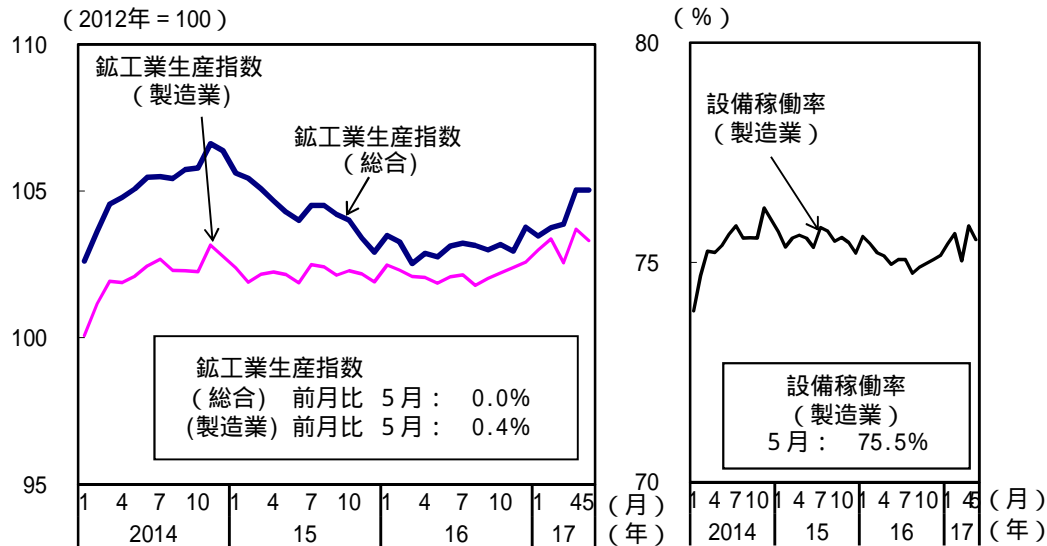 （2012年＝100）
110
105
100
95
鉱工業生産指数
（製造業)
鉱工業生産指数
（総合)
鉱工業生産指数
（総合)　前月比　５月：　0.0%
(製造業) 前月比　５月：　0.4%
1 4 7 10 1 4 7 10 1 4 7 10 1 45（月）
2014 15 16 17（年）
（%）
80
75
70
設備稼働率
（製造業）
設備稼働率
（製造業）
５月：　75.5%
1 4 7 10 1 4 7 10 1 4 7 10 1 4 5（月）
2014 15 16 17（年）